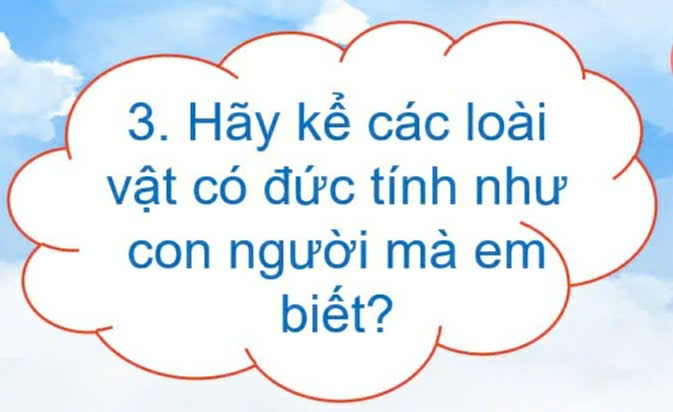 3. Hãy kể các loài
vật có đức tính như
con người mà em
biết?